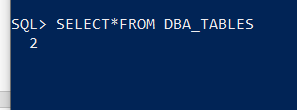 SQL> SELECT*FROM DBA_TABLES
2